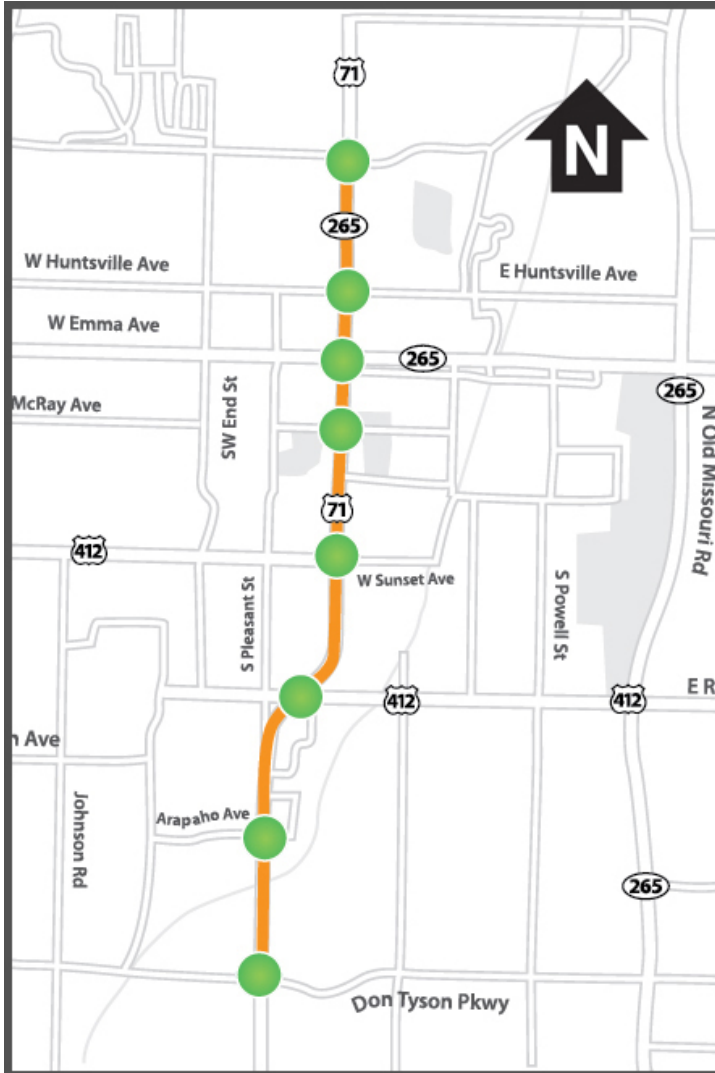 71
N
265
W Huntsville Ave
E Huntsville Ave
W Emma Ave
265
265
McRay Ave
SW End St
N Old Missouri Rd
71
412
W Sunset Ave
S Pleasant St
S Powell St
412
412
E R
n Ave
Johnson Rd
Arapaho Ave
265
Don Tyson Pkwy